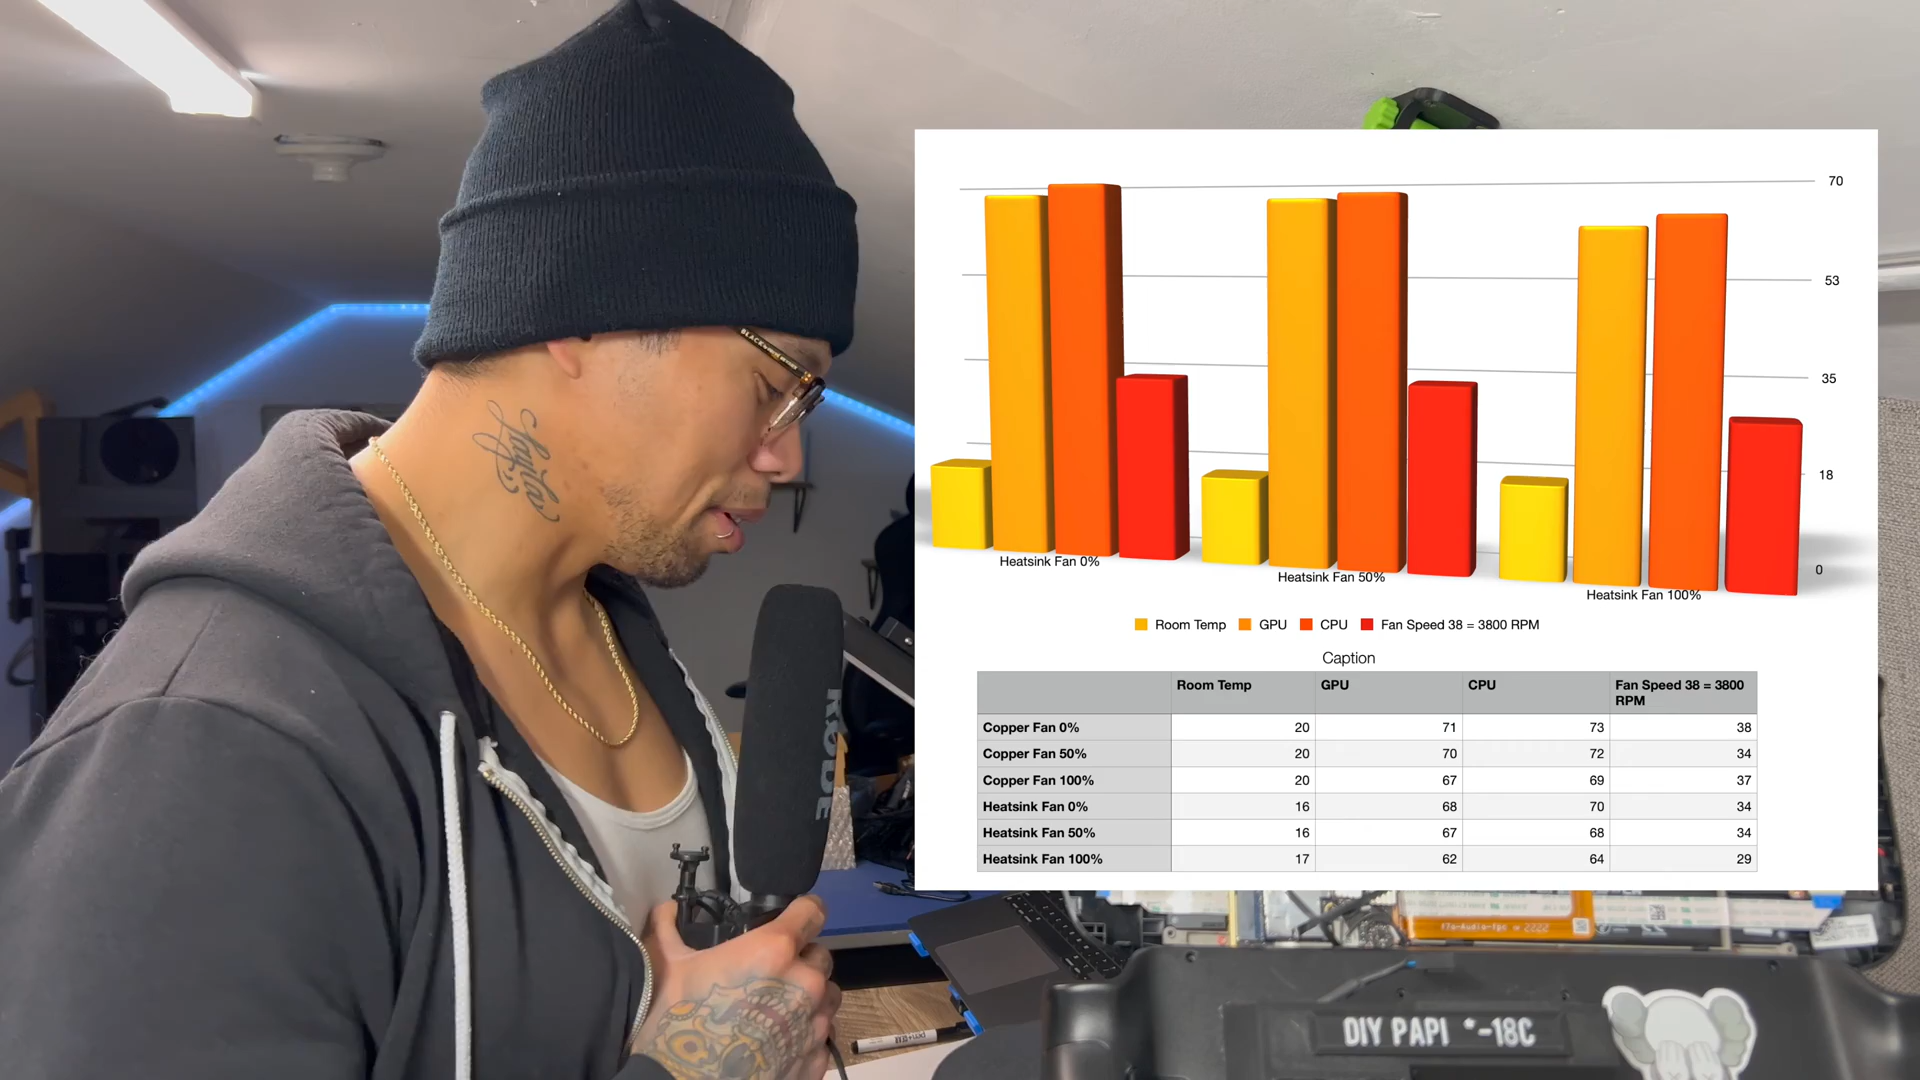 70
53
35
18
0
Heatsink Fan 0%
Heatsink Fan 50%
Heatsink Fan 100%
Room Temp GPU CPU Fan Speed 38 = 3800 RPM
Caption
Room Temp GPU CPU Fan Speed 38 = 3800
RPM
Copper Fan 0% 20 71 73 38
Copper Fan 50% 20 70 72 34
Copper Fan 100% 20 67 69 37
Heatsink Fan 0% 16 68 70 34
Heatsink Fan 50% 16 67 68 34
Heatsink Fan 100% 17 62 64 29
RODE
DIY PAPI *-18C